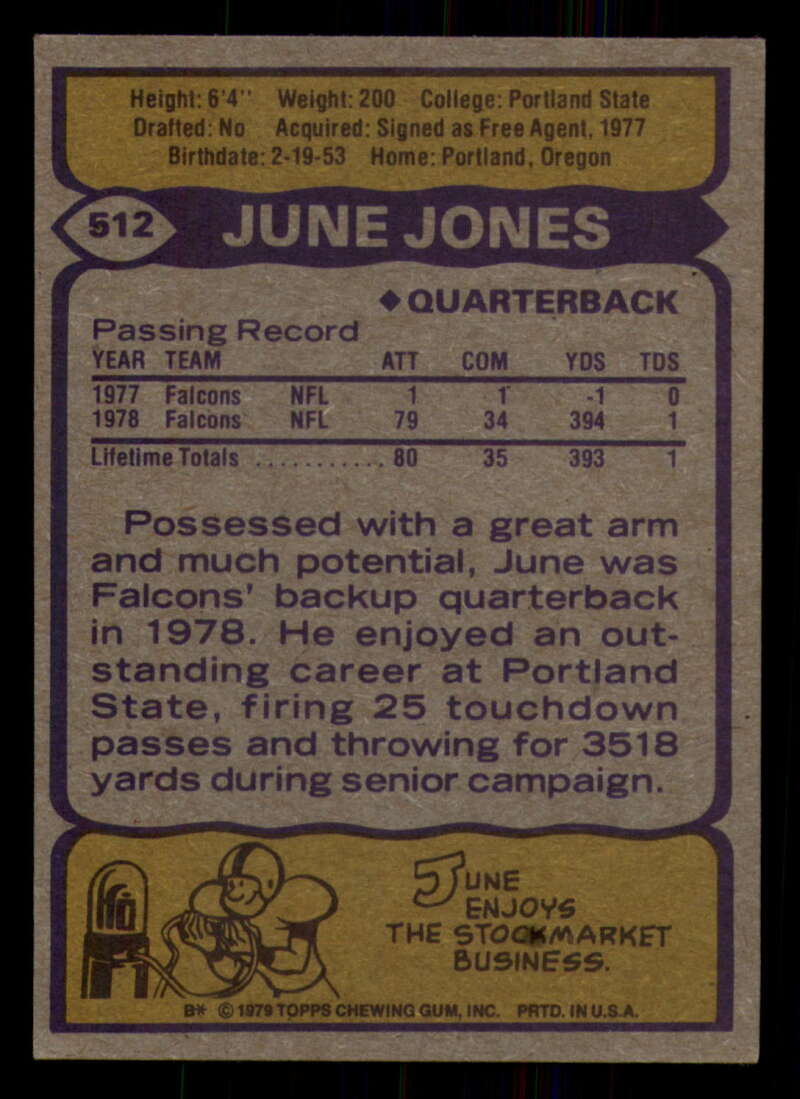 Height: 6'4" Weight: 200 College: Portland State
Drafted: No Acquired: Signed as Free Agent, 1977
Birthdate: 2-19-53 Home: Portland, Oregon
512 JUNE JONES
◆ QUARTERBACK
Passing Record
YEAR TEAM ATT COM YDS TDS
1977 Falcons NFL 1 1 -1 0
1978 Falcons NFL 79 34 394 1
Lifetime Totals ........... 80 35 393 1
Possessed with a great arm
and much potential, June was
Falcons' backup quarterback
in 1978. He enjoyed an out-
standing career at Portland
State, firing 25 touchdown
passes and throwing for 3518
yards during senior campaign.
JUNE
ENJOYS
THE STOCKMARKET
BUSINESS.
B* © 1979 TOPPS CHEWING GUM, INC. PRTD. IN U.S.A.